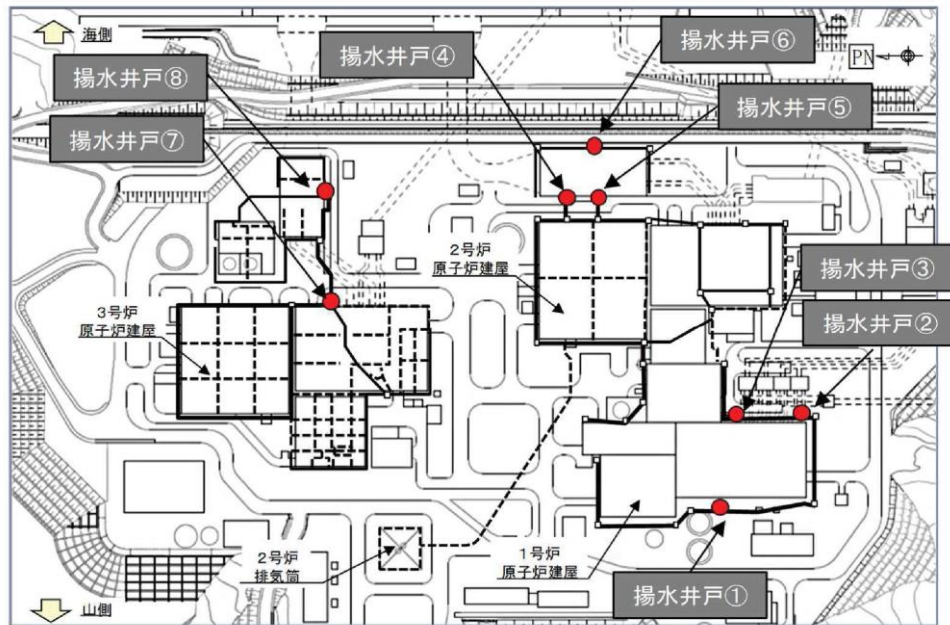 海側
揚水井戸④
揚水井戸⑥
PN
揚水井戸⑧
揚水井戸⑤
揚水井戸⑦
2号炉
原子炉建屋
揚水井戸③
3号炉
原子炉建屋
揚水井戸②
2号炉
排気筒
1号炉
原子炉建屋
揚水井戸①
山側